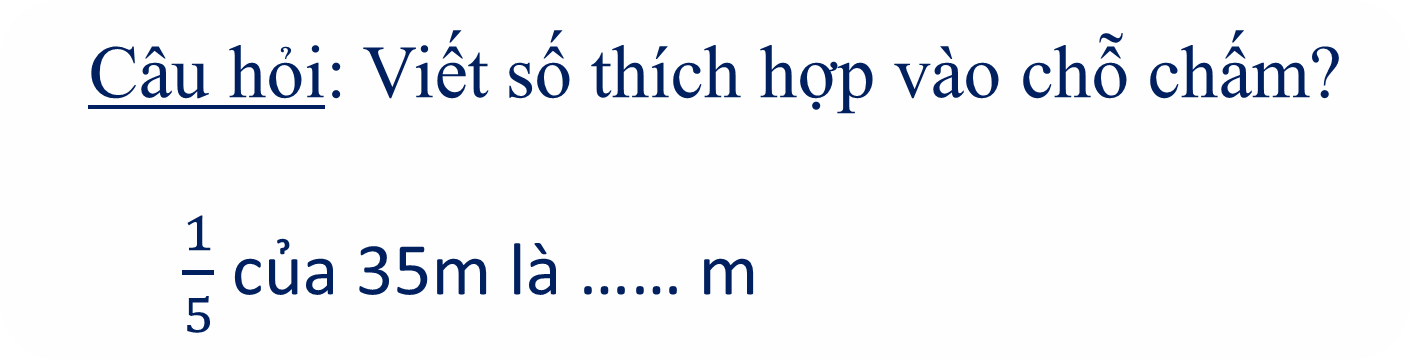 Câu hỏi: Viết số thích hợp vào chỗ chấm?
1/5 của 35m là ...... m